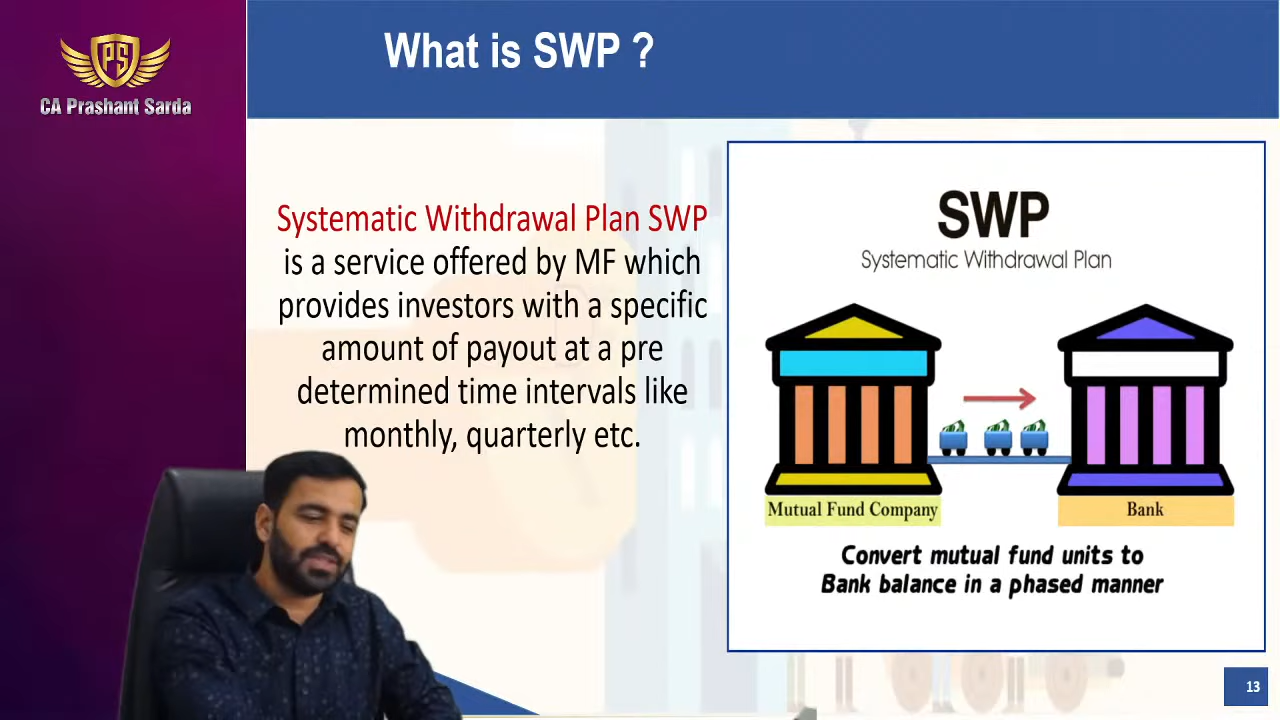 PS
CA Prashant Sarda
What is SWP ?
Systematic Withdrawal Plan SWP
is a service offered by MF which
provides investors with a specific
amount of payout at a pre
determined time intervals like
monthly, quarterly etc.
SWP
Systematic Withdrawal Plan
Mutual Fund Company
Bank
Convert mutual fund units to
Bank balance in a phased manner
13